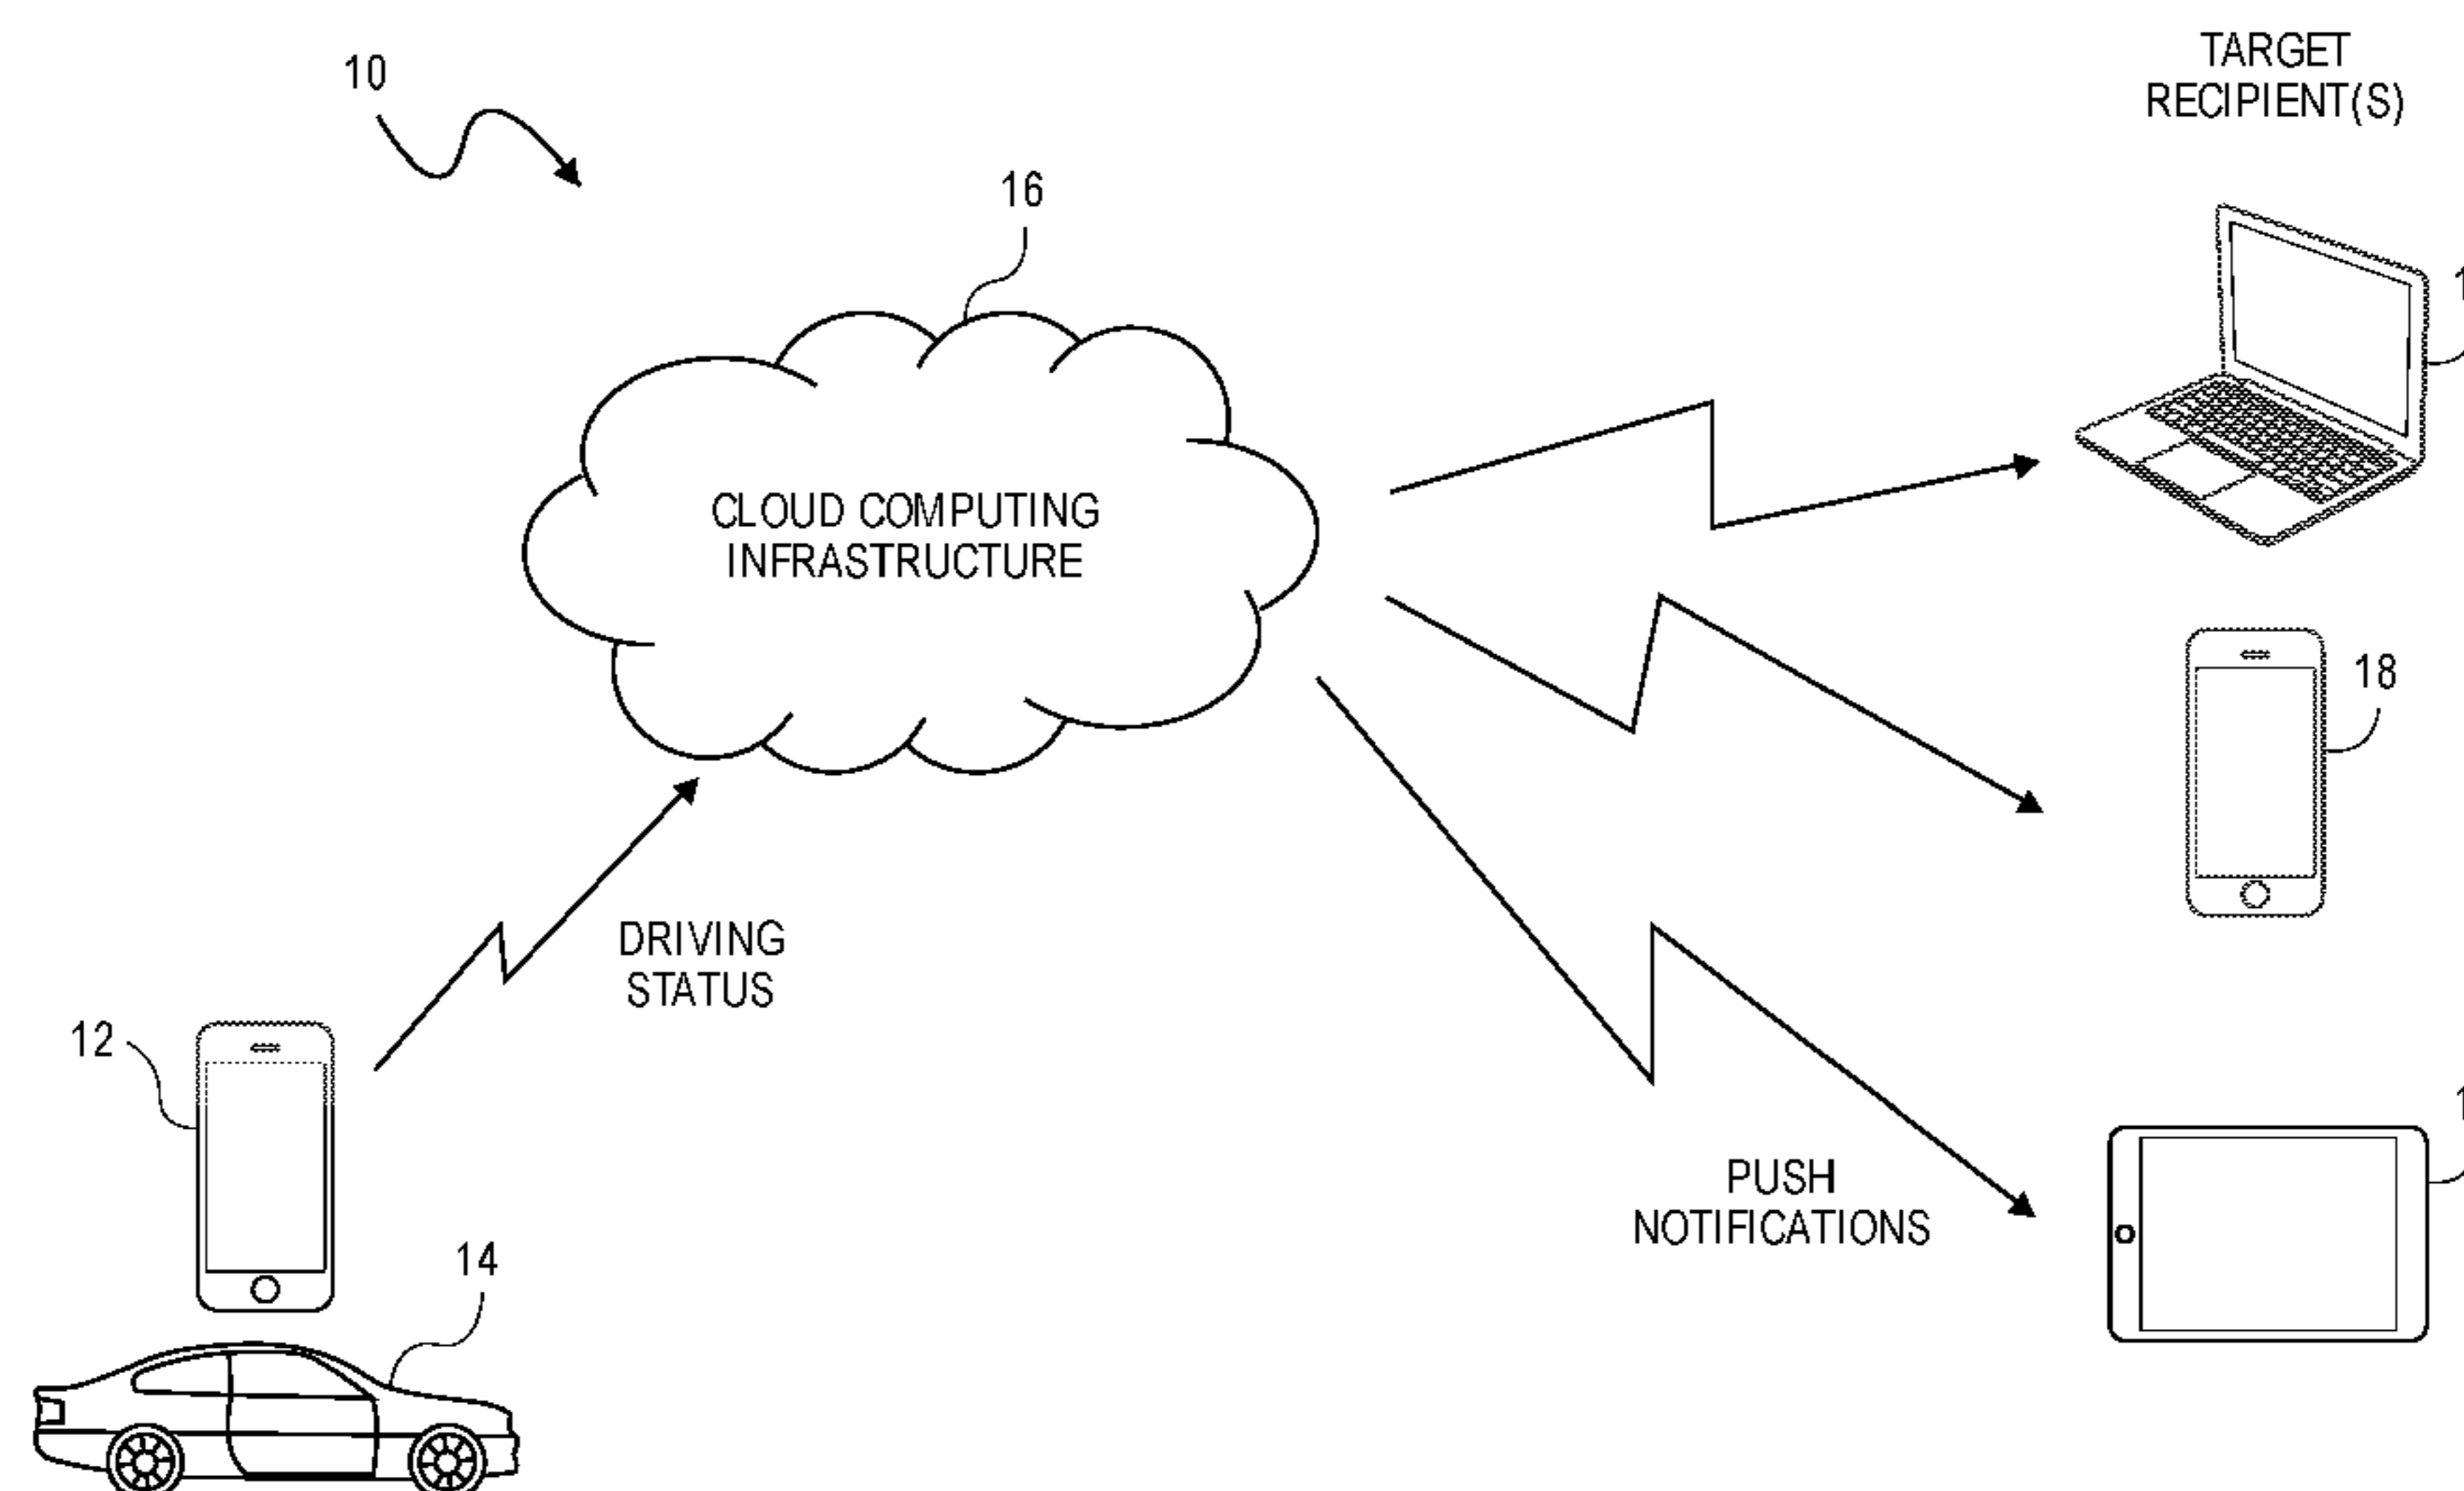 10
TARGET
RECIPIENT(S)
16
CLOUD COMPUTING
INFRASTRUCTURE
18
DRIVING
STATUS
12
PUSH
NOTIFICATIONS
14